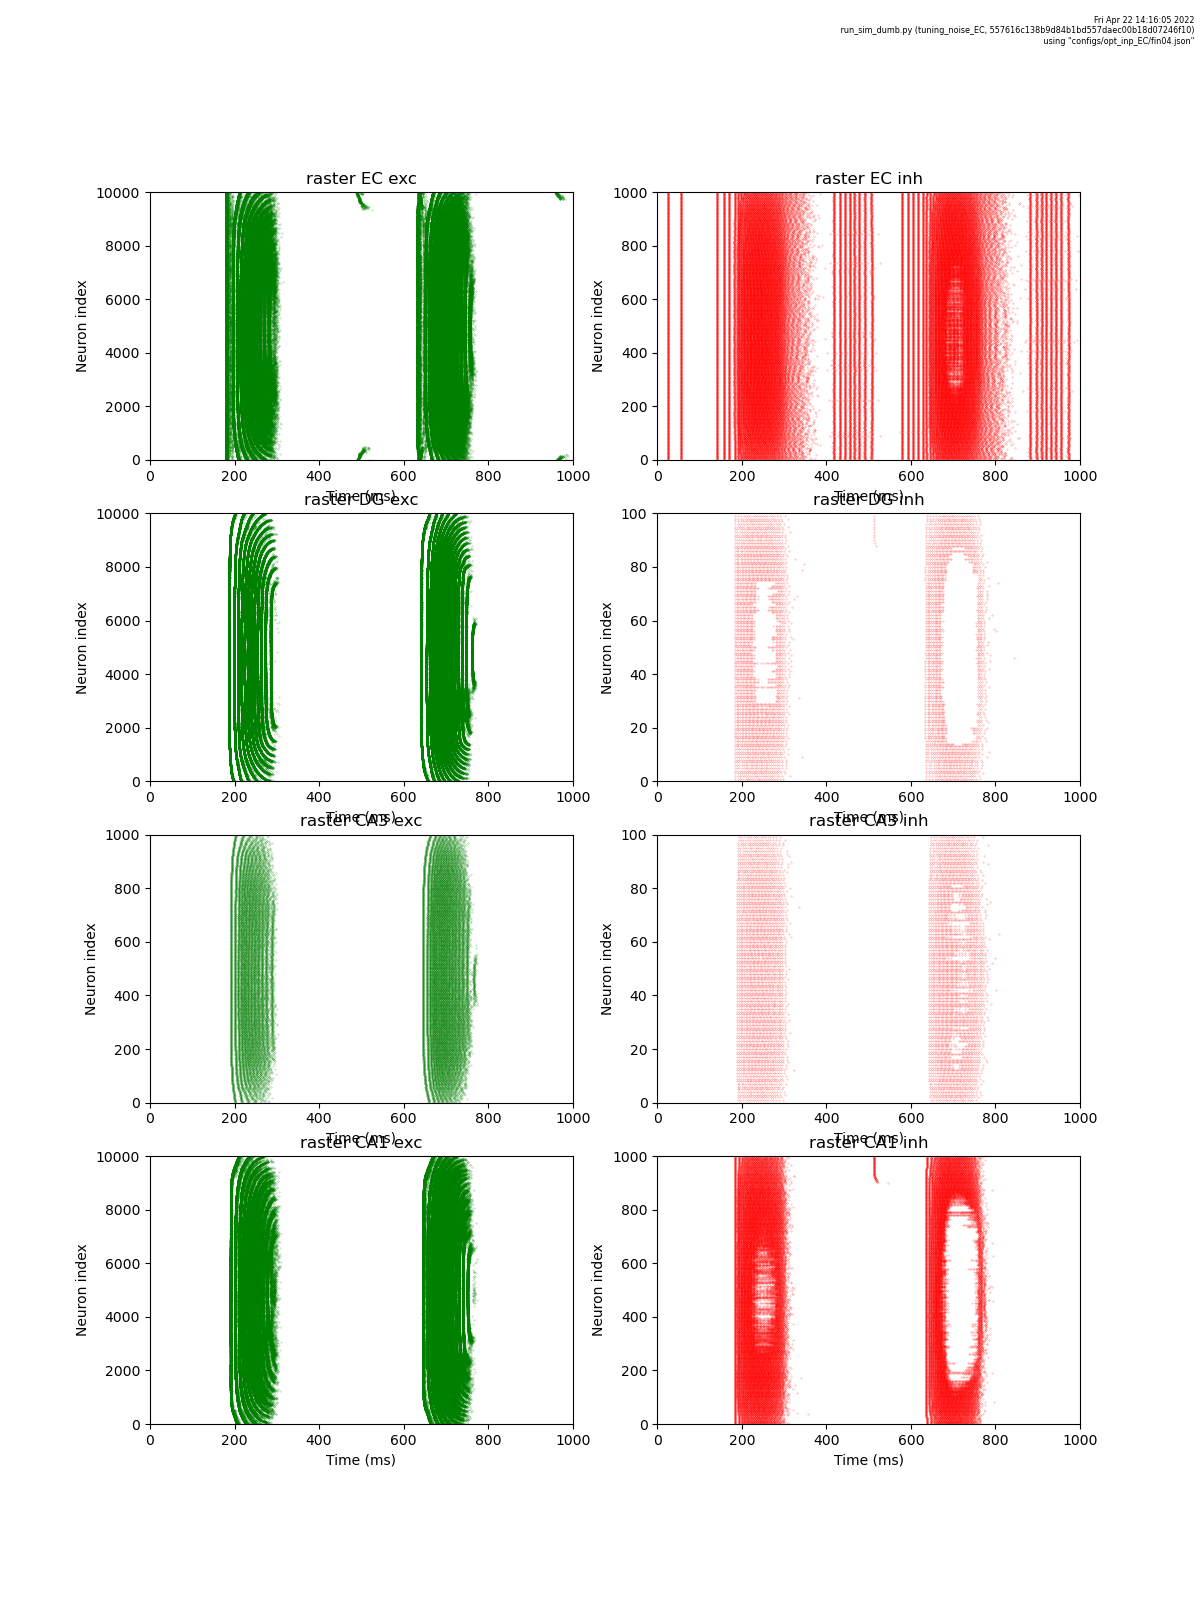 Fri Apr 22 14:16:05 2022
run_sim_dumb.py (tuning_noise_EC, 557616c138b9d84b1bd557daec00b18d07246f10)
using "configs/opt_inp_EC/fin04.json"
raster EC exc
10000
8000
6000
4000
2000
0
Neuron index
0 200 400 600 800 1000
Time (ms)
raster EC inh
1000
800
600
400
200
0
Neuron index
0 200 400 600 800 1000
Time (ms)
raster DG exc
10000
8000
6000
4000
2000
0
Neuron index
0 200 400 600 800 1000
Time (ms)
raster DG inh
100
80
60
40
20
0
Neuron index
0 200 400 600 800 1000
Time (ms)
raster CA3 exc
1000
800
600
400
200
0
Neuron index
0 200 400 600 800 1000
Time (ms)
raster CA3 inh
100
80
60
40
20
0
Neuron index
0 200 400 600 800 1000
Time (ms)
raster CA1 exc
10000
8000
6000
4000
2000
0
Neuron index
0 200 400 600 800 1000
Time (ms)
raster CA1 inh
1000
800
600
400
200
0
Neuron index
0 200 400 600 800 1000
Time (ms)